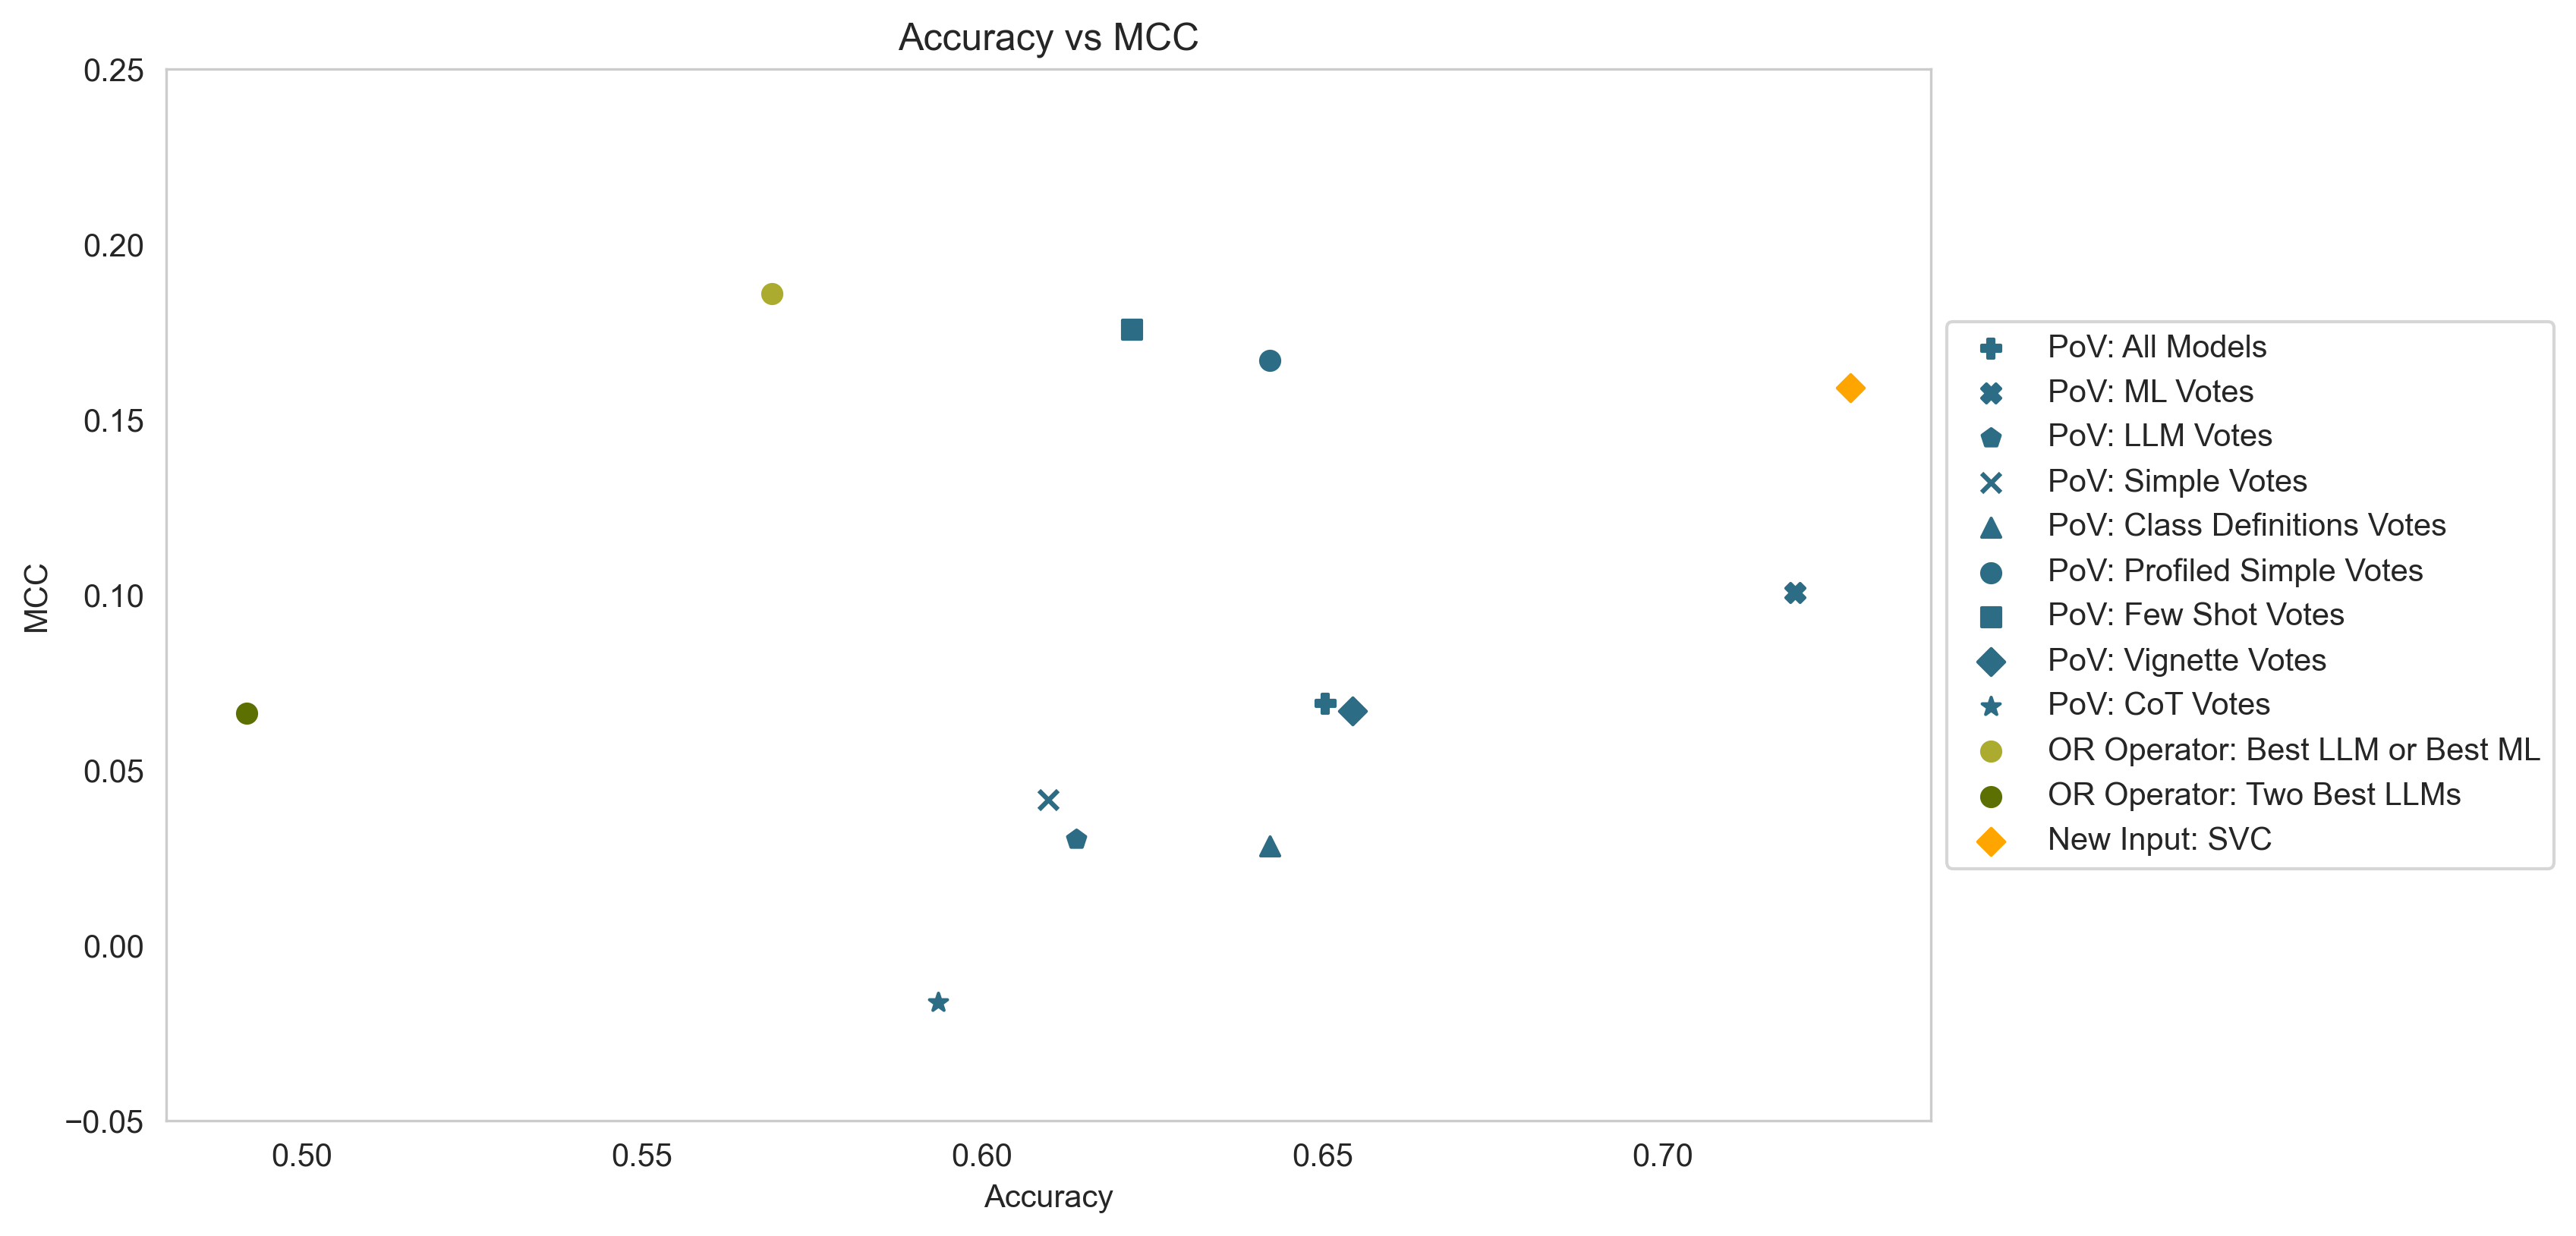 Accuracy vs MCC
0.25
0.20
0.15
0.10
0.05
0.00
−0.05
MCC
0.50 0.55 0.60 0.65 0.70
Accuracy
PoV: All Models
PoV: ML Votes
PoV: LLM Votes
PoV: Simple Votes
PoV: Class Definitions Votes
PoV: Profiled Simple Votes
PoV: Few Shot Votes
PoV: Vignette Votes
PoV: CoT Votes
OR Operator: Best LLM or Best ML
OR Operator: Two Best LLMs
New Input: SVC